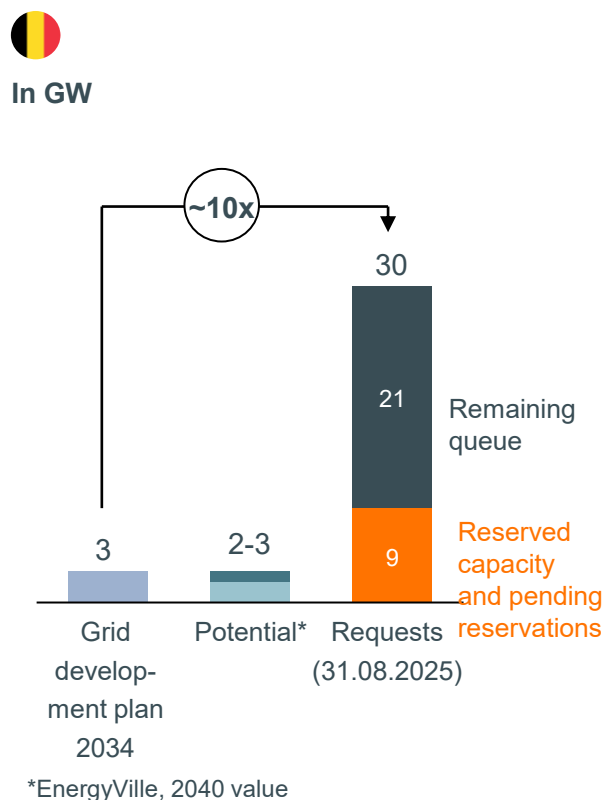 In GW
~10x
30
21
Remaining
queue
3
2-3
9
Reserved
capacity
and pending
reservations
Grid
develop-
ment plan
2034
Potential*
Requests
(31.08.2025)
*EnergyVille, 2040 value